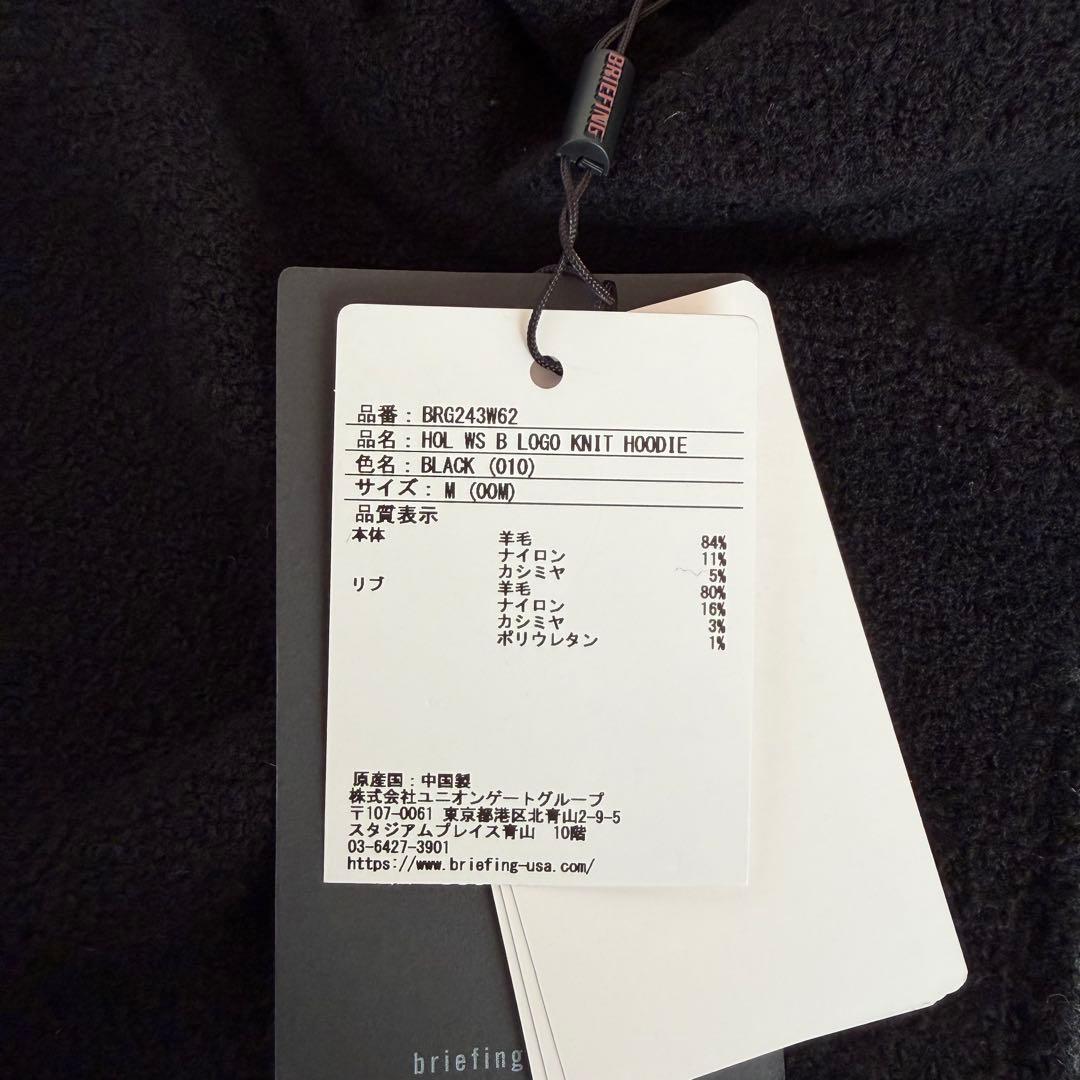 BRIEFING
品番: BRG243W62
品名: HOL WS B LOGO KNIT HOODIE
色名: BLACK (010)
サイズ: M (00M)
品質表示
本体 羊毛 84%
ナイロン 11%
カシミヤ 5%
リブ 羊毛 80%
ナイロン 16%
カシミヤ 3%
ポリウレタン 1%
原産国:中国製
株式会社ユニオンゲートグループ
〒107-0061 東京都港区北青山2-9-5
スタジアムプレイス青山 10階
03-6427-3901
https://www.briefing-usa.com/
briefing